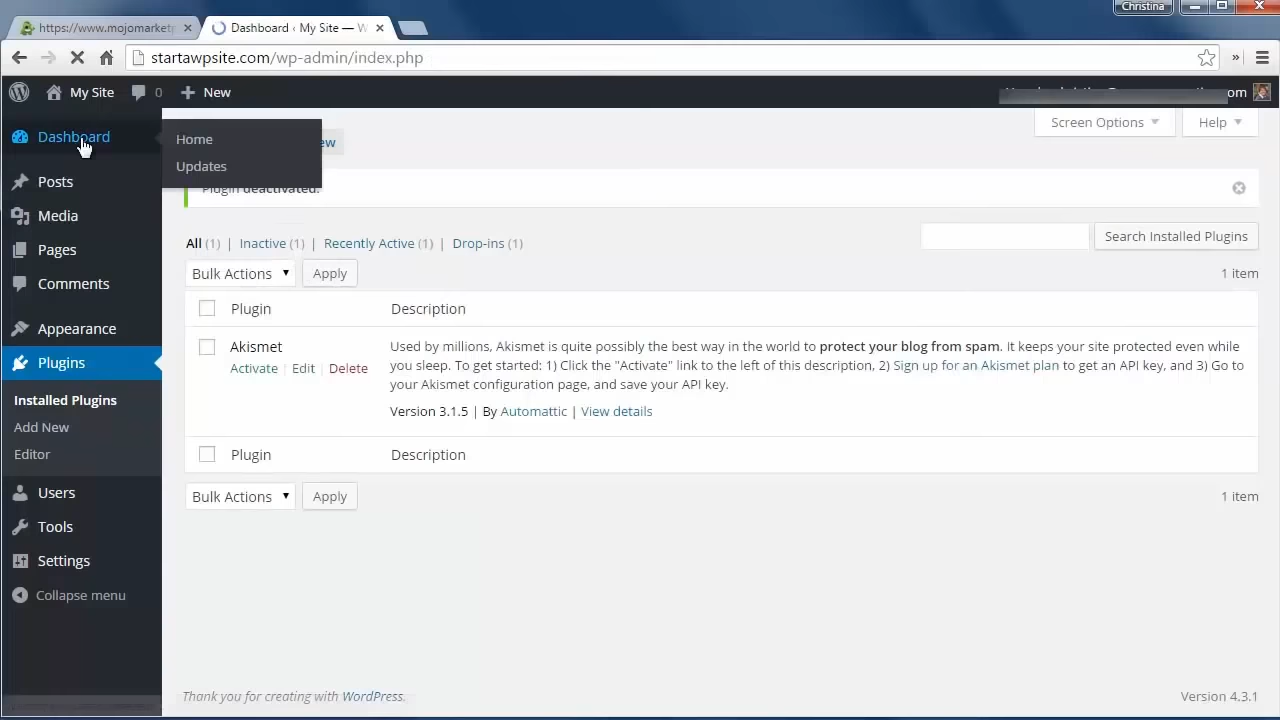 Christina
https://www.mojomarketp
Dashboard ‹ My Site — W
startawpsite.com/wp-admin/index.php
My Site 0 New
om
Dashboard
Home
Updates
Screen Options
Help
Plugin deactivated.
Posts
Media
Pages
Comments
Appearance
Plugins
Installed Plugins
Add New
Editor
Users
Tools
Settings
Collapse menu
All (1) | Inactive (1) | Recently Active (1) | Drop-ins (1)
Search Installed Plugins
Bulk Actions Apply
1 item
Plugin Description
Akismet
Activate | Edit | Delete
Used by millions, Akismet is quite possibly the best way in the world to protect your blog from spam. It keeps your site protected even while
you sleep. To get started: 1) Click the "Activate" link to the left of this description, 2) Sign up for an Akismet plan to get an API key, and 3) Go to
your Akismet configuration page, and save your API key.
Version 3.1.5 | By Automattic | View details
Plugin Description
Bulk Actions Apply
1 item
Thank you for creating with WordPress.
Version 4.3.1